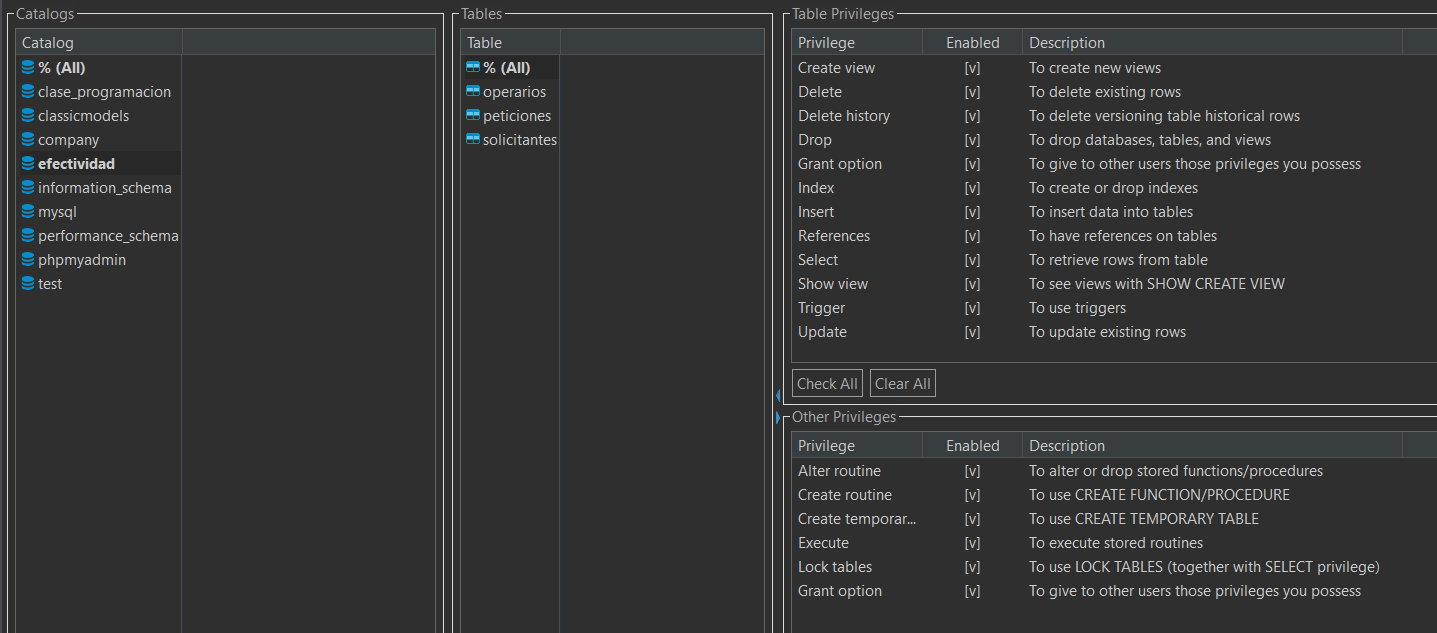 Catalogs
Catalog
% (All)
clase_programacion
classicmodels
company
efectividad
information_schema
mysql
performance_schema
phpmyadmin
test
Tables
Table
% (All)
operarios
peticiones
solicitantes
Table Privileges
Privilege Enabled Description
Create view [v] To create new views
Delete [v] To delete existing rows
Delete history [v] To delete versioning table historical rows
Drop [v] To drop databases, tables, and views
Grant option [v] To give to other users those privileges you possess
Index [v] To create or drop indexes
Insert [v] To insert data into tables
References [v] To have references on tables
Select [v] To retrieve rows from table
Show view [v] To see views with SHOW CREATE VIEW
Trigger [v] To use triggers
Update [v] To update existing rows
Check All Clear All
Other Privileges
Privilege Enabled Description
Alter routine [v] To alter or drop stored functions/procedures
Create routine [v] To use CREATE FUNCTION/PROCEDURE
Create temporar... [v] To use CREATE TEMPORARY TABLE
Execute [v] To execute stored routines
Lock tables [v] To use LOCK TABLES (together with SELECT privilege)
Grant option [v] To give to other users those privileges you possess